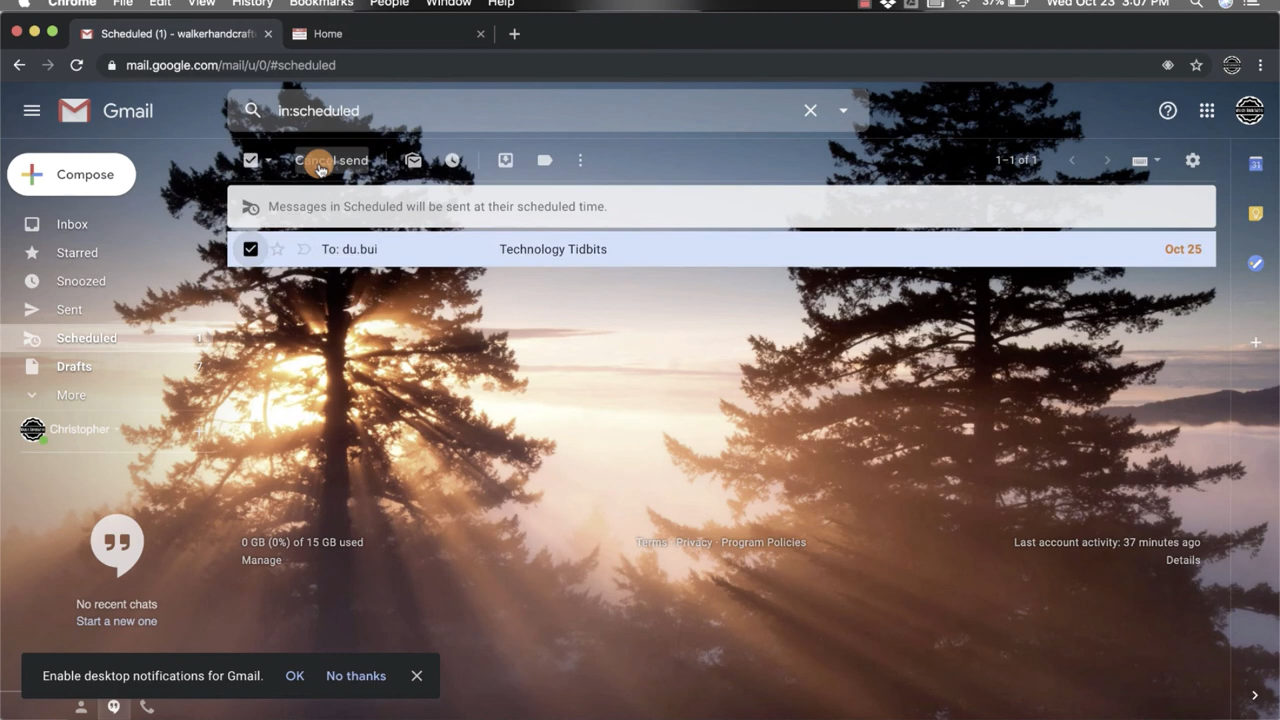 Chrome File Edit View History Bookmarks People Window Help 37% Wed Oct 23 3:07 PM
Scheduled (1) - walkerhandcraft Home
mail.google.com/mail/u/0/#scheduled
Gmail in:scheduled
Cancel send 1–1 of 1
Compose
Messages in Scheduled will be sent at their scheduled time.
Inbox
To: du.bui Technology Tidbits Oct 25
Starred
Snoozed
Sent
Scheduled 1
Drafts 7
More
Christopher
0 GB (0%) of 15 GB used Terms · Privacy · Program Policies Last account activity: 37 minutes ago
Manage Details
No recent chats
Start a new one
Enable desktop notifications for Gmail. OK No thanks